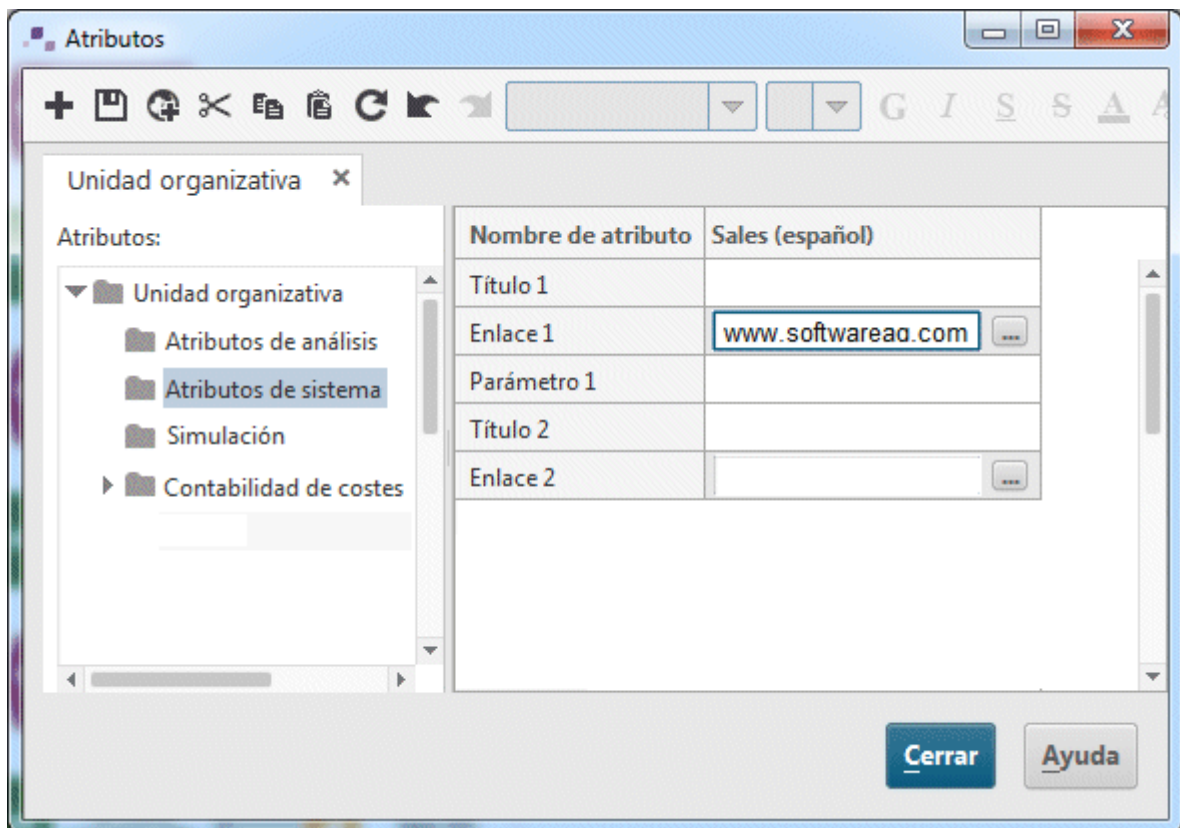 Atributos
G I S S A A
Unidad organizativa
Atributos:
Unidad organizativa
Atributos de análisis
Atributos de sistema
Simulación
Contabilidad de costes
Nombre de atributo Sales (español)
Título 1
Enlace 1 www.softwareag.com ...
Parámetro 1
Título 2
Enlace 2 ...
Cerrar Ayuda